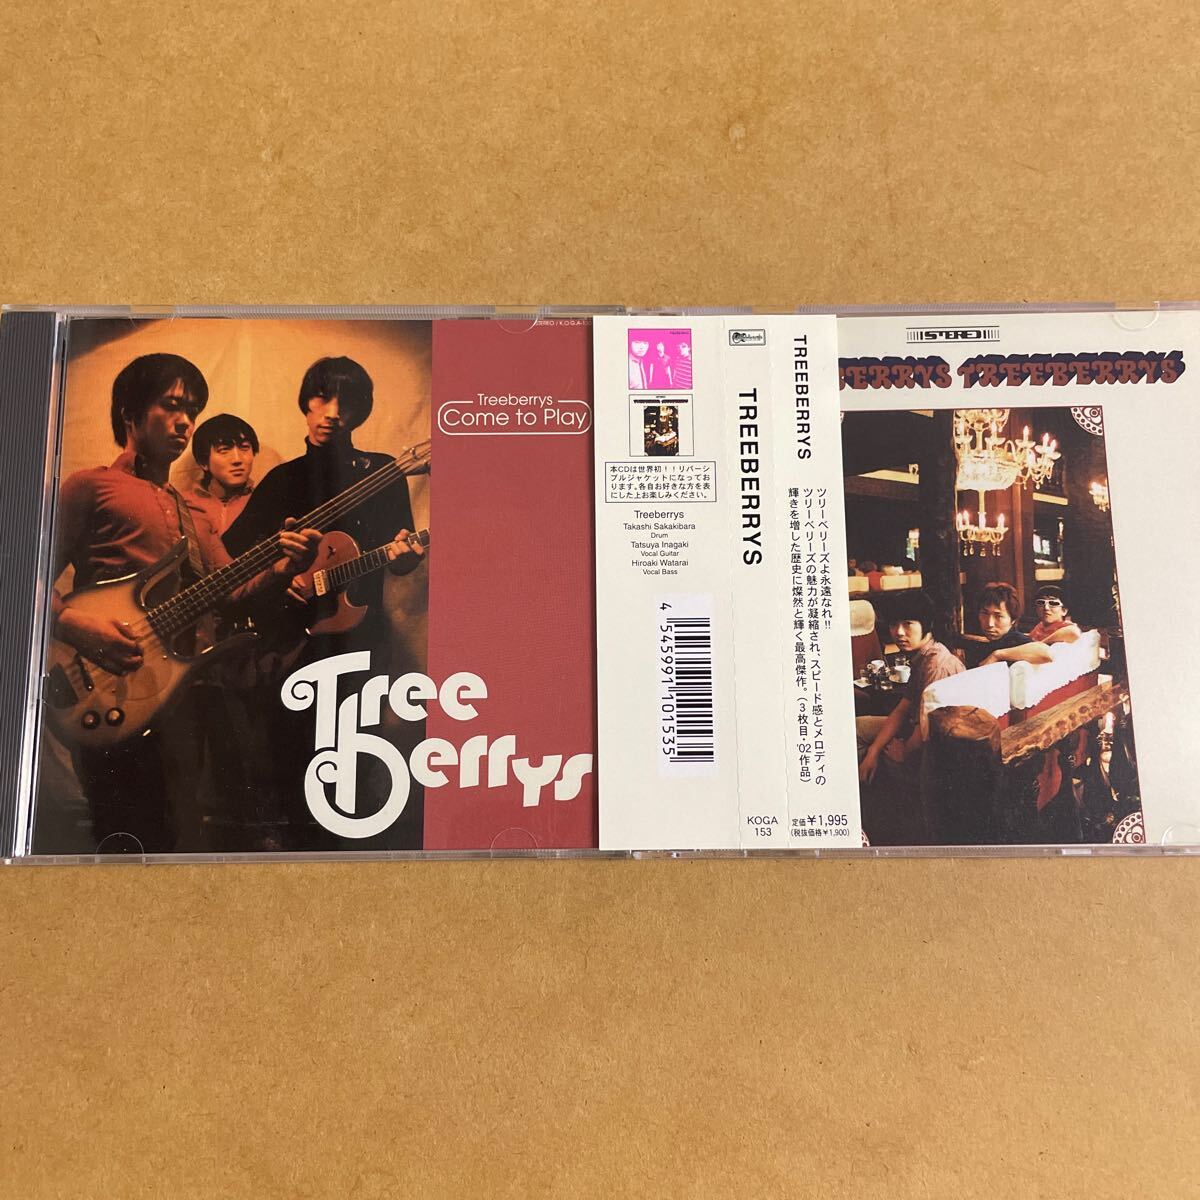 STEREO / K.O.G.A-130
Treeberrys
Come to Play
Tree
Berrys
本CDは世界初！！リバーシ
ブルジャケットになってお
ります。各自お好きな方を表
にした上お楽しみください。
Treeberrys
Takashi Sakakibara
Drum
Tatsuya Inagaki
Vocal Guitar
Hiroaki Watarai
Vocal Bass
4 545991 101535
TREEBERRYS
KOGA
153
TREEBERRYS
ツリーベリーズよ永遠なれ!!
ツリーベリーズの魅力が凝縮され、スピード感とメロディの
輝きを増した歴史に燦然と輝く最高傑作。(3枚目・'02作品)
定価¥1,995
(税抜価格¥1,900)
STEREO
BERRYS TREEBERRYS